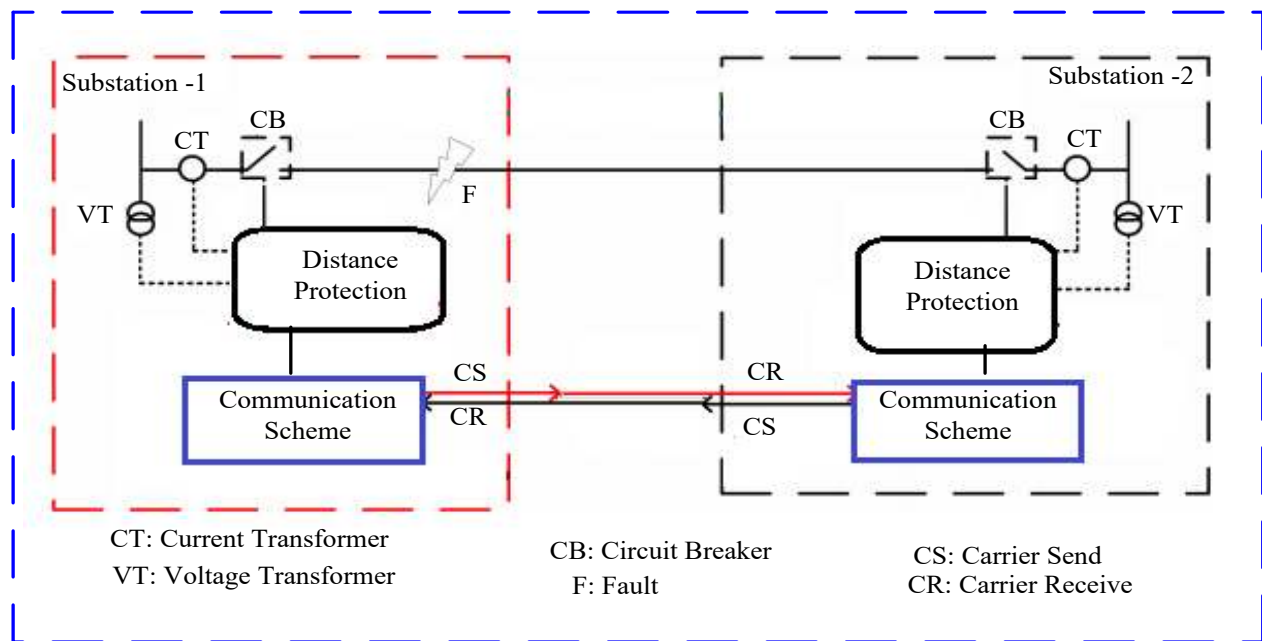 Substation -1
Substation -2
CB
CT
VT
F
CB
CT
VT
Distance
Protection
Distance
Protection
CS
CR
CR
CS
Communication
Scheme
Communication
Scheme
CT: Current Transformer
VT: Voltage Transformer
CB: Circuit Breaker
F: Fault
CS: Carrier Send
CR: Carrier Receive